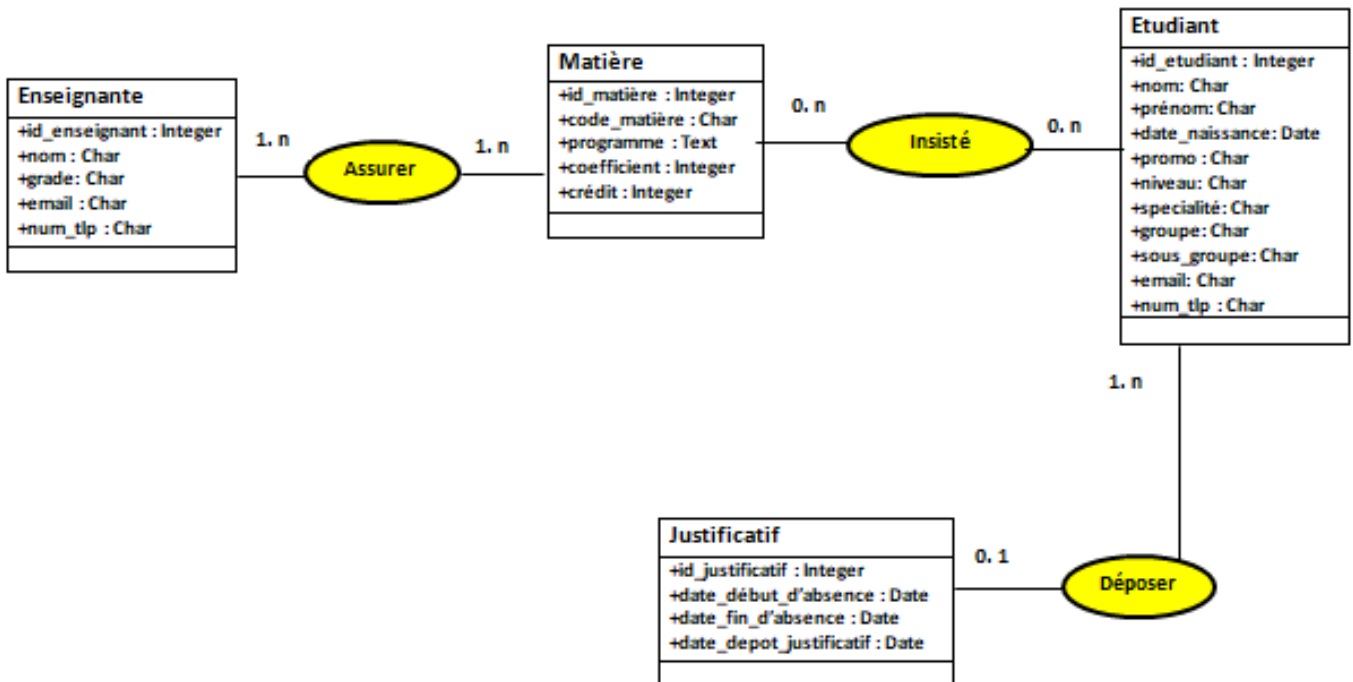 Enseignante
+id_enseignant : Integer
+nom : Char
+grade: Char
+email : Char
+num_tlp : Char
1. n
Assurer
1. n
Matière
+id_matière : Integer
+code_matière : Char
+programme : Text
+coefficient : Integer
+crédit : Integer
0. n
Insisté
0. n
Etudiant
+id_etudiant : Integer
+nom: Char
+prénom: Char
+date_naissance: Date
+promo : Char
+niveau: Char
+specialité: Char
+groupe: Char
+sous_groupe: Char
+email: Char
+num_tlp : Char
1. n
Justificatif
+id_justificatif : Integer
+date_début_d'absence : Date
+date_fin_d'absence : Date
+date_depot_justificatif : Date
0. 1
Déposer